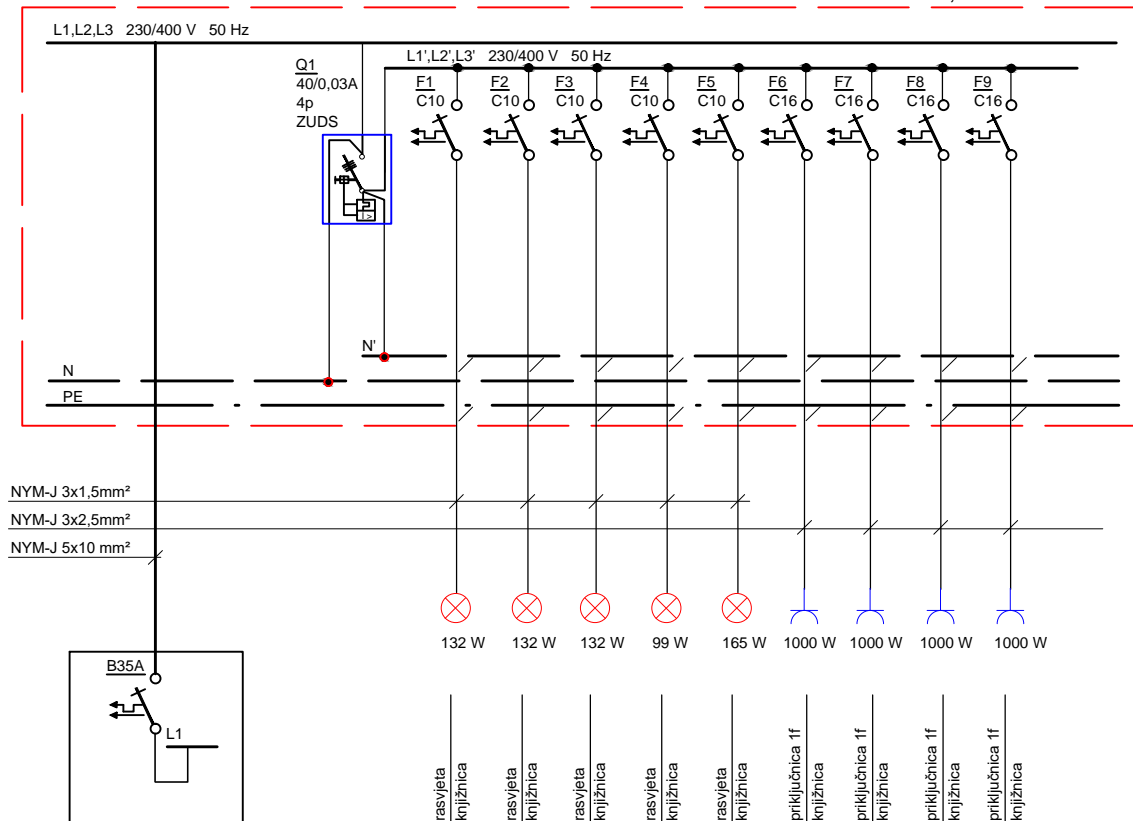 L1,L2,L3 230/400 V 50 Hz
Q1
40/0,03A
4p
ZUDS
L1',L2',L3' 230/400 V 50 Hz
F1
C10
F2
C10
F3
C10
F4
C10
F5
C10
F6
C16
F7
C16
F8
C16
F9
C16
>
N'
N
PE
NYM-J 3x1,5mm²
NYM-J 3x2,5mm²
NYM-J 5x10 mm²
132 W
132 W
132 W
99 W
165 W
1000 W
1000 W
1000 W
1000 W
B35A
L1
rasvjeta
knjižnica
rasvjeta
knjižnica
rasvjeta
knjižnica
rasvjeta
knjižnica
rasvjeta
knjižnica
priključnica 1f
knjižnica
priključnica 1f
knjižnica
priključnica 1f
knjižnica
priključnica 1f
knjižnica